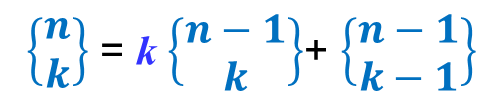 {n k} = k {n − 1 k} + {n − 1 k − 1}